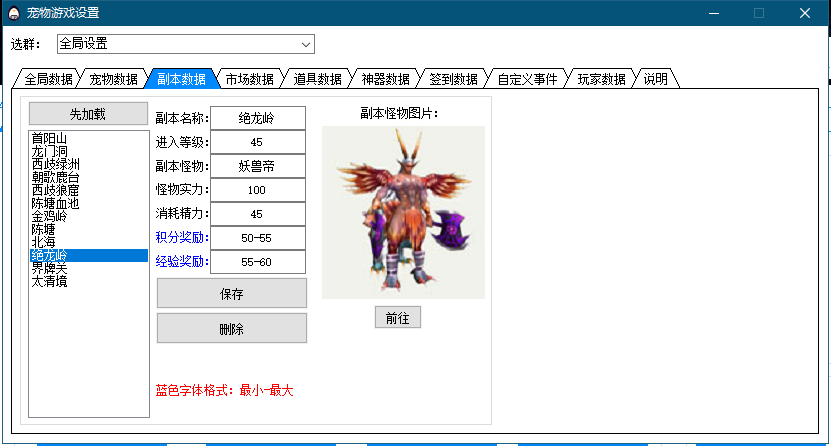 宠物游戏设置
选群： 全局设置
全局数据 宠物数据 副本数据 市场数据 道具数据 神器数据 签到数据 自定义事件 玩家数据 说明
先加载
首阳山
龙门洞
西歧绿洲
朝歌鹿台
西歧狼窟
陈塘血池
金鸡岭
陈塘
北海
绝龙岭
界牌关
太清境
副本名称: 绝龙岭
进入等级: 45
副本怪物: 妖兽帝
怪物实力: 100
消耗精力: 45
积分奖励: 50-55
经验奖励: 55-60
保存
删除
蓝色字体格式：最小-最大
副本怪物图片：
前往